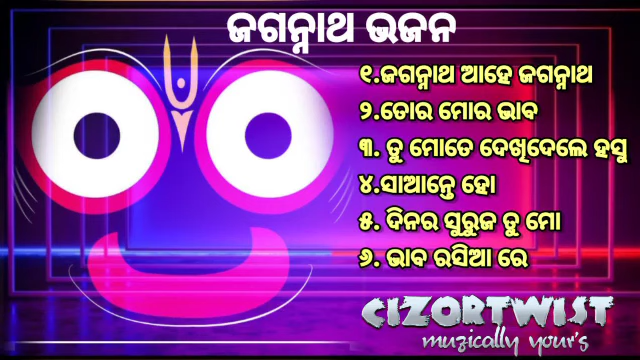 ଜଗନ୍ନାଥ ଭଜନ
୧.ଜଗନ୍ନାଥ ଆହେ ଜଗନ୍ନାଥ
୨.ତୋର ମୋର ଭାବ
୩. ତୁ ମୋତେ ଦେଖିଦେଲେ ହସୁ
୪.ସାଆନ୍ତେ ହୋ
୫. ଦିନର ସୁରୁଜ ତୁ ମୋ
୬. ଭାବ ରସିଆ ରେ
CIZORTWIST
muzically your's